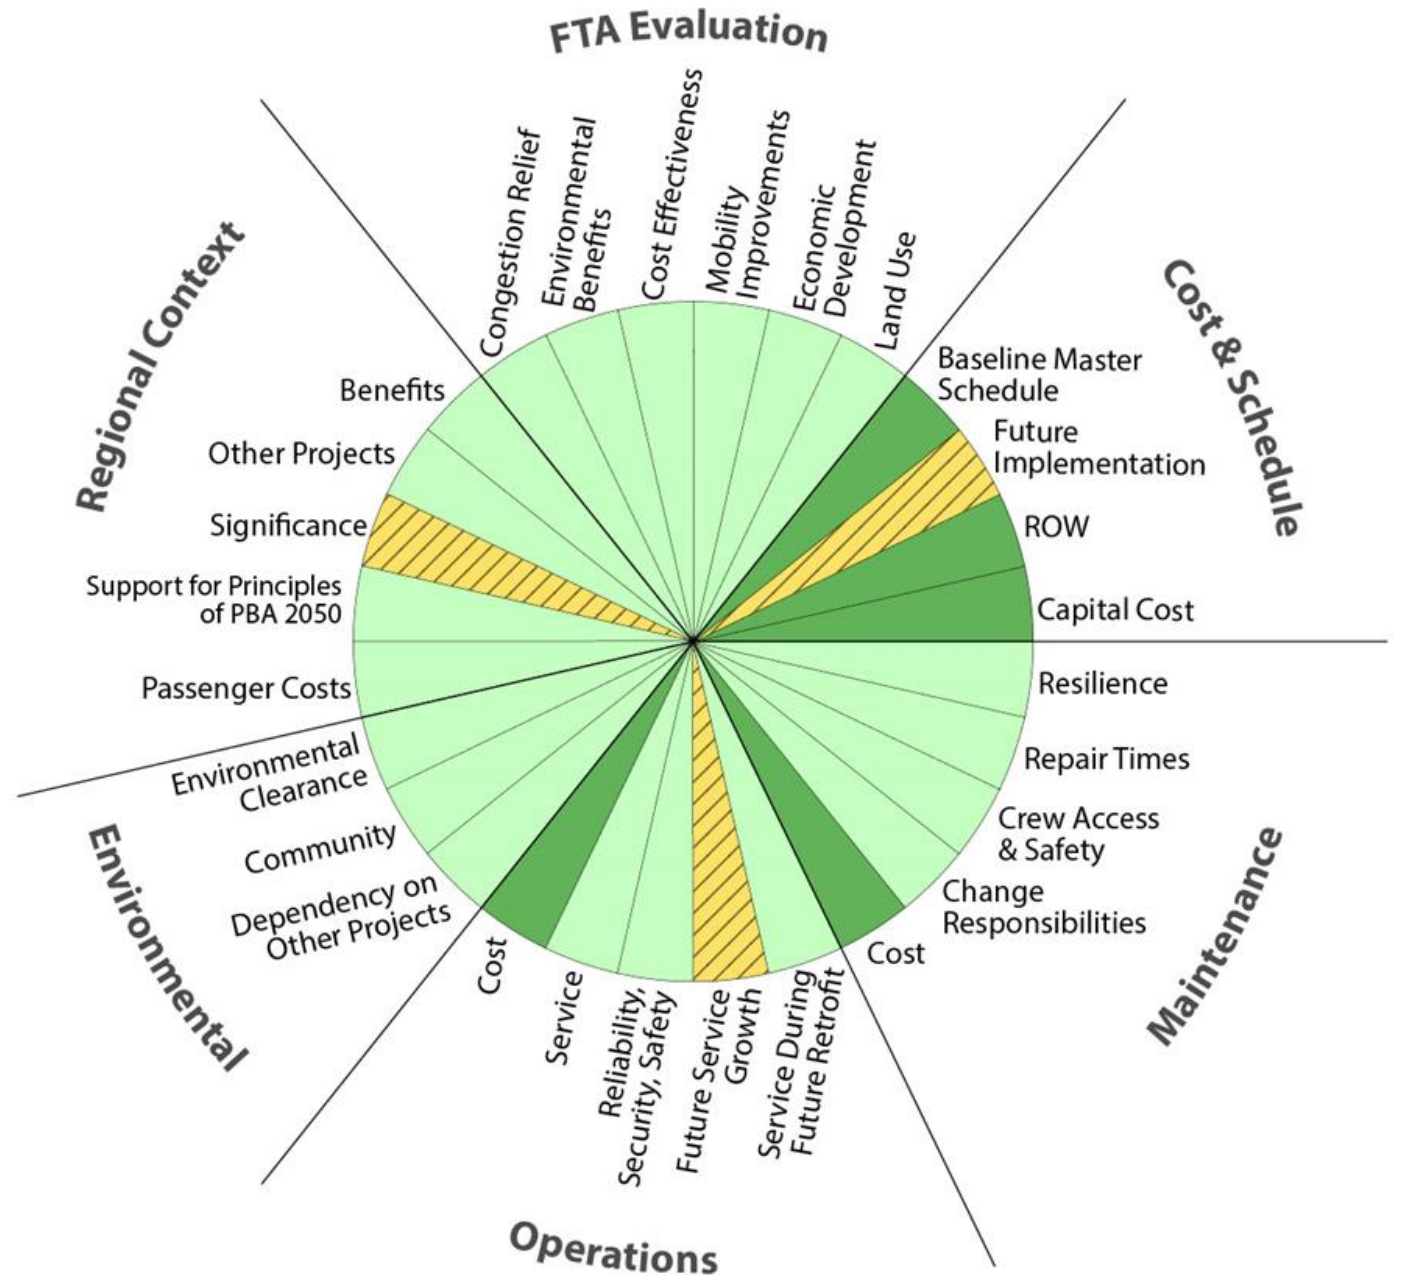 FTA Evaluation
Congestion Relief
Environmental
Benefits
Cost Effectiveness
Mobility
Improvements
Economic
Development
Land Use
Cost & Schedule
Baseline Master
Schedule
Future
Implementation
ROW
Capital Cost
Maintenance
Resilience
Repair Times
Crew Access
& Safety
Change
Responsibilities
Cost
Operations
Service During
Future Retrofit
Future Service
Growth
Reliability,
Security, Safety
Service
Cost
Environmental
Dependency on
Other Projects
Community
Environmental
Clearance
Regional Context
Passenger Costs
Support for Principles
of PBA 2050
Significance
Other Projects
Benefits